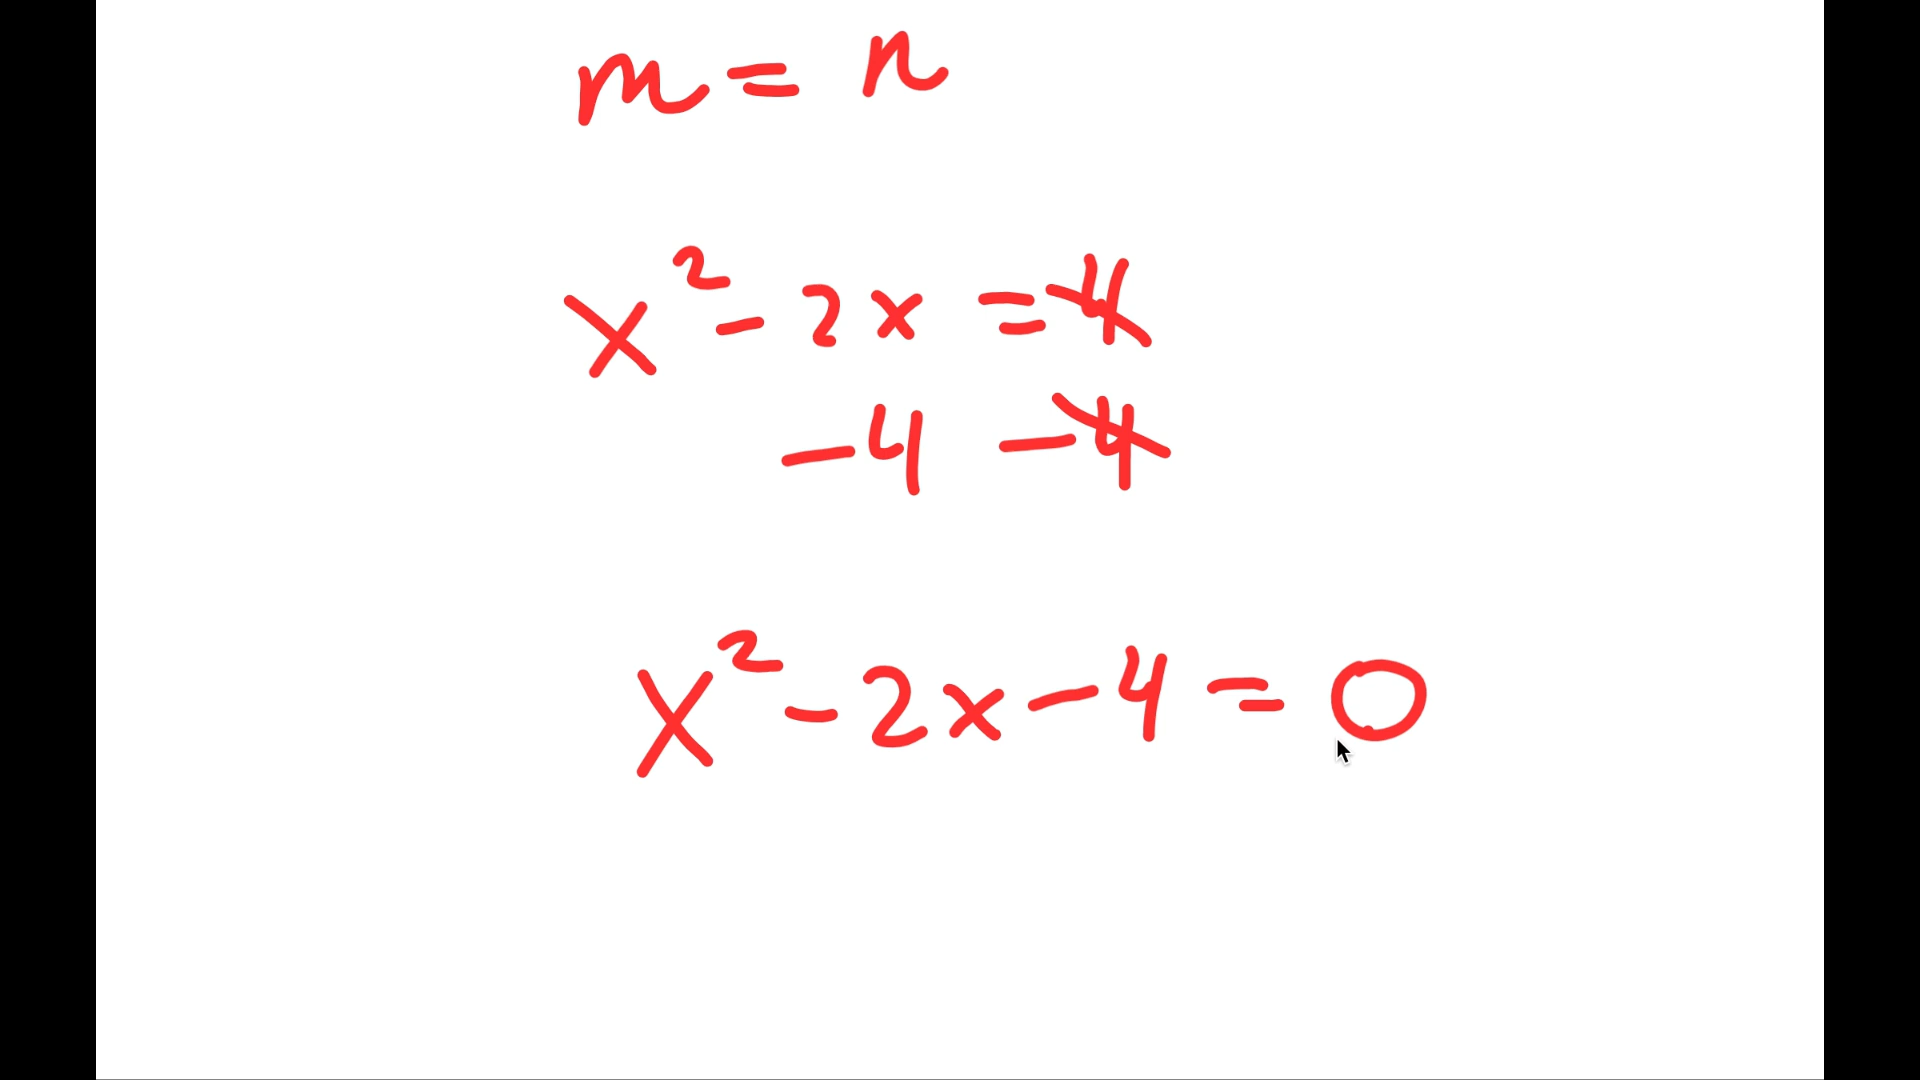 m = n
x² - 2x = 4
- 4 - 4
x² - 2x - 4 = 0